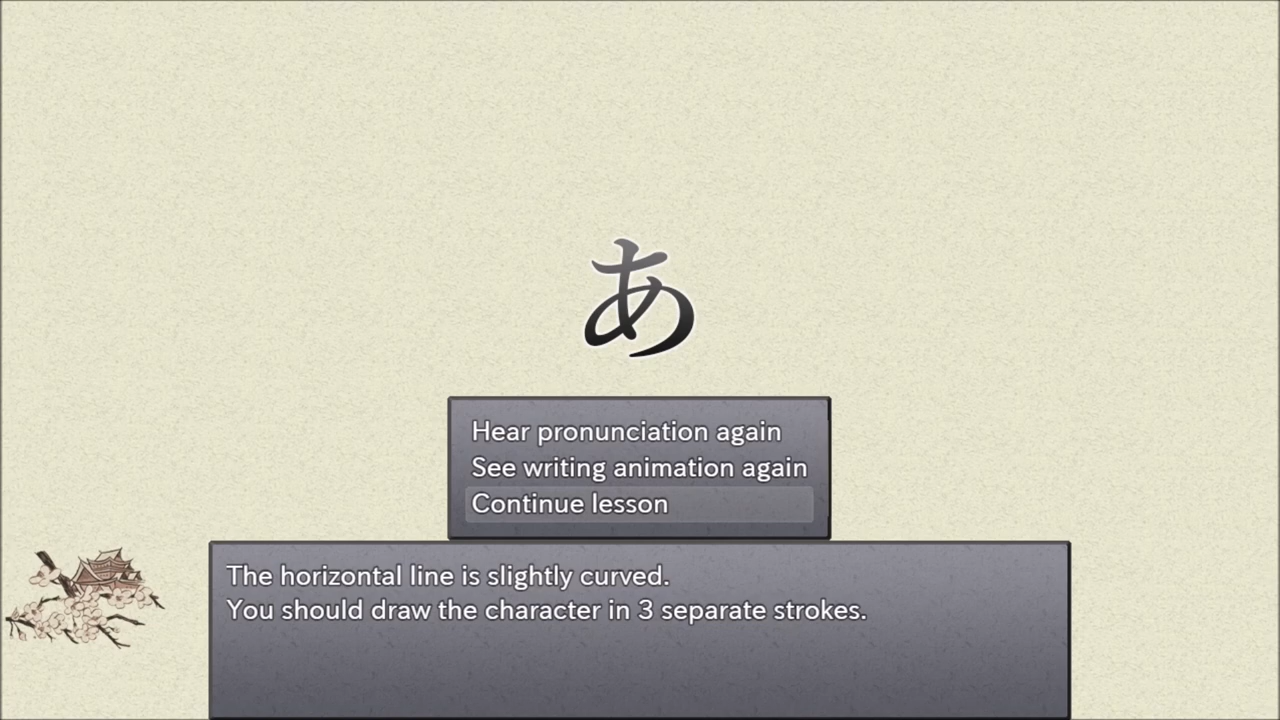 あ
Hear pronunciation again
See writing animation again
Continue lesson
The horizontal line is slightly curved.
You should draw the character in 3 separate strokes.